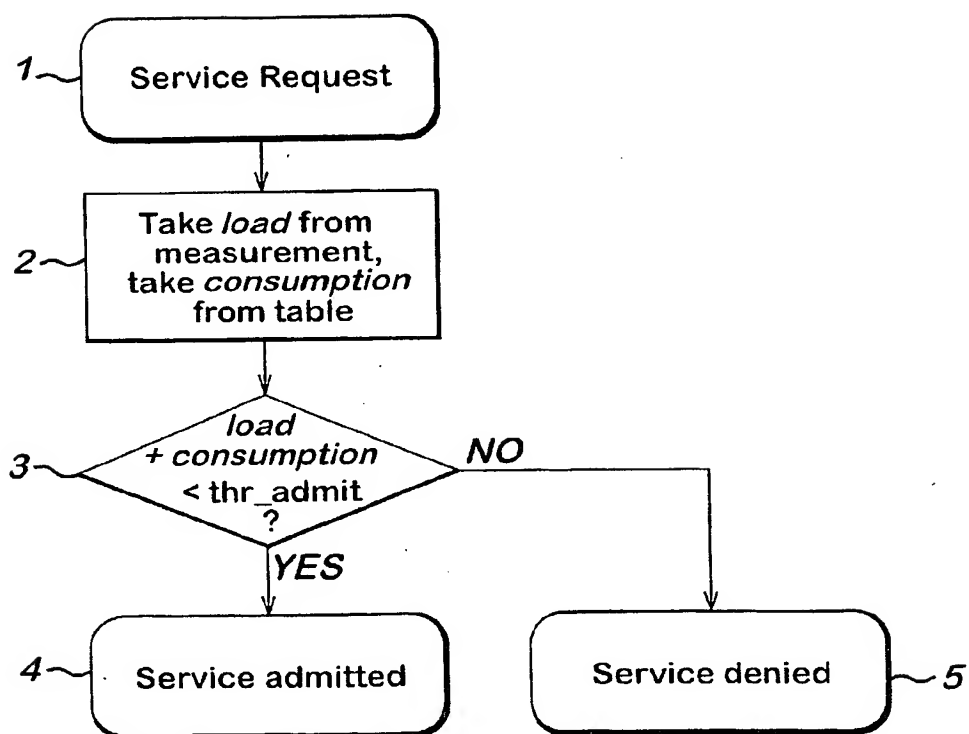 1
Service Request
2
Take load from
measurement,
take consumption
from table
3
load
+ consumption
< thr_admit
?
NO
YES
4
Service admitted
Service denied
5